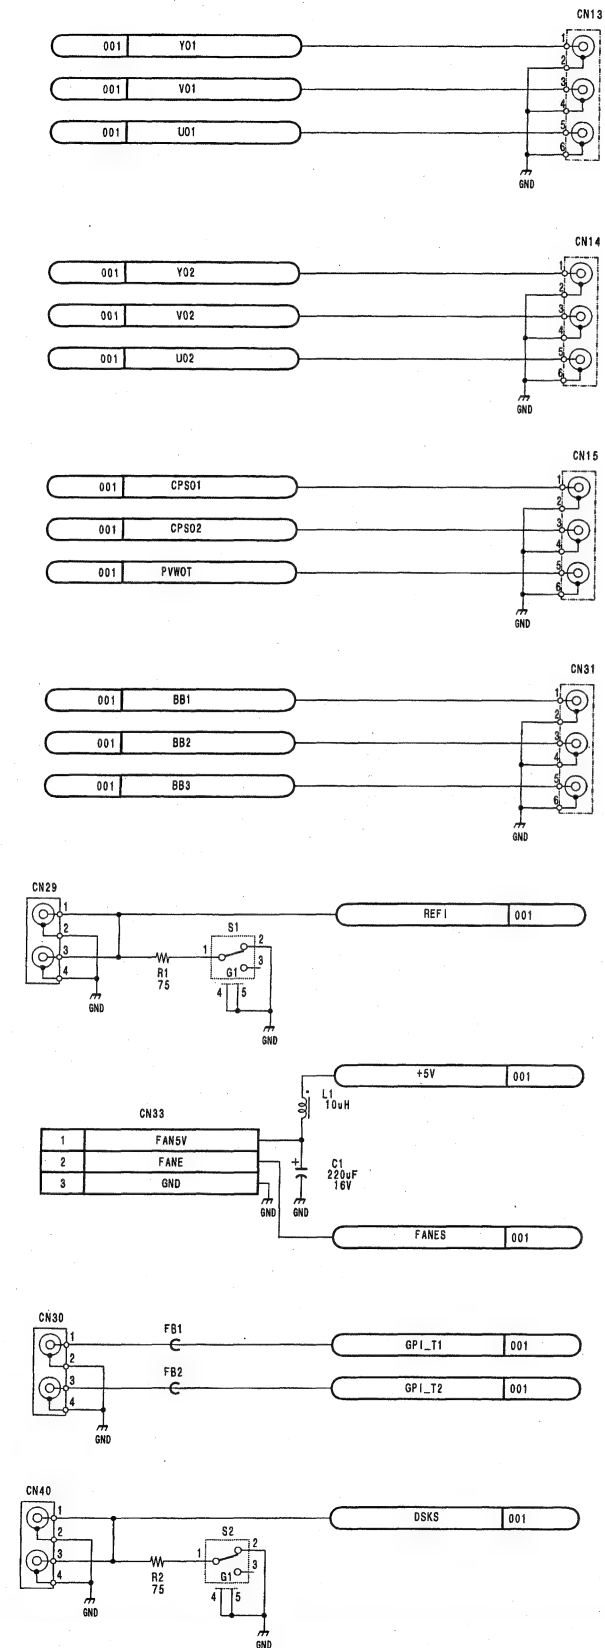 CN13
001 Y01 1
2
001 V01 3
4
001 U01 5
6
GND
CN14
001 Y02 1
2
001 V02 3
4
001 U02 5
6
GND
CN15
001 CPS01 1
2
001 CPS02 3
4
001 PVWOT 5
6
GND
CN31
001 BB1 1
2
001 BB2 3
4
001 BB3 5
6
GND
CN29
1 REFI 001
2
S1
3 1 2
4 3
R1 G1
75
4 5
GND
GND
+5V 001
L1
10uH
CN33
1 FAN5V
2 FANE
3 GND
+ C1
220uF
16V
GND GND
FANES 001
CN30
1 FB1 GPI_T1 001
2
3 FB2 GPI_T2 001
4
GND
CN40
1 DSKS 001
2
S2
3 1 2
4 3
R2 G1
75
4 5
GND
GND